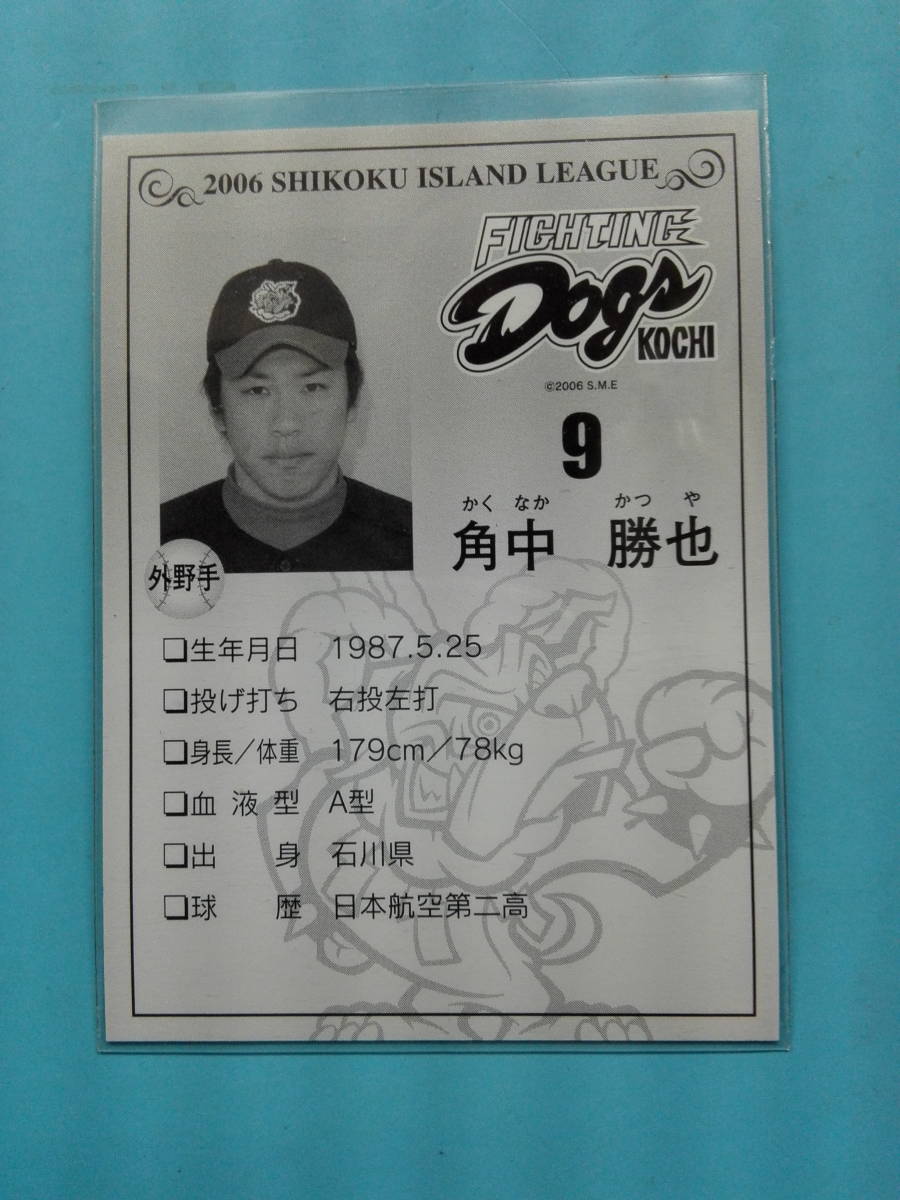 2006 SHIKOKU ISLAND LEAGUE
FIGHTING
Dogs
KOCHI
©2006 S.M.E
9
かく なか かつ や
角中 勝也
外野手
❏生年月日 1987.5.25
❏投げ打ち 右投左打
❏身長/体重 179cm/78kg
❏血液型 A型
❏出身 石川県
❏球歴 日本航空第二高